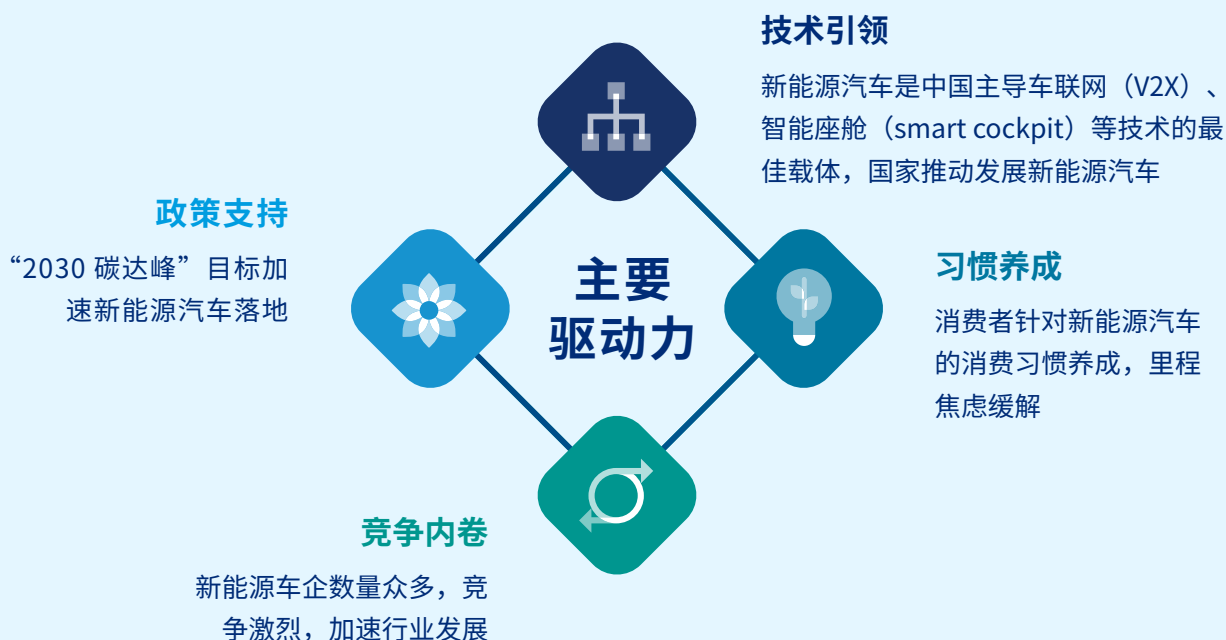 技术引领
新能源汽车是中国主导车联网（V2X）、
智能座舱（smart cockpit）等技术的最
佳载体，国家推动发展新能源汽车
政策支持
“2030 碳达峰”目标加
速新能源汽车落地
主要
驱动力
习惯养成
消费者针对新能源汽车
的消费习惯养成，里程
焦虑缓解
竞争内卷
新能源车企数量众多，竞
争激烈，加速行业发展